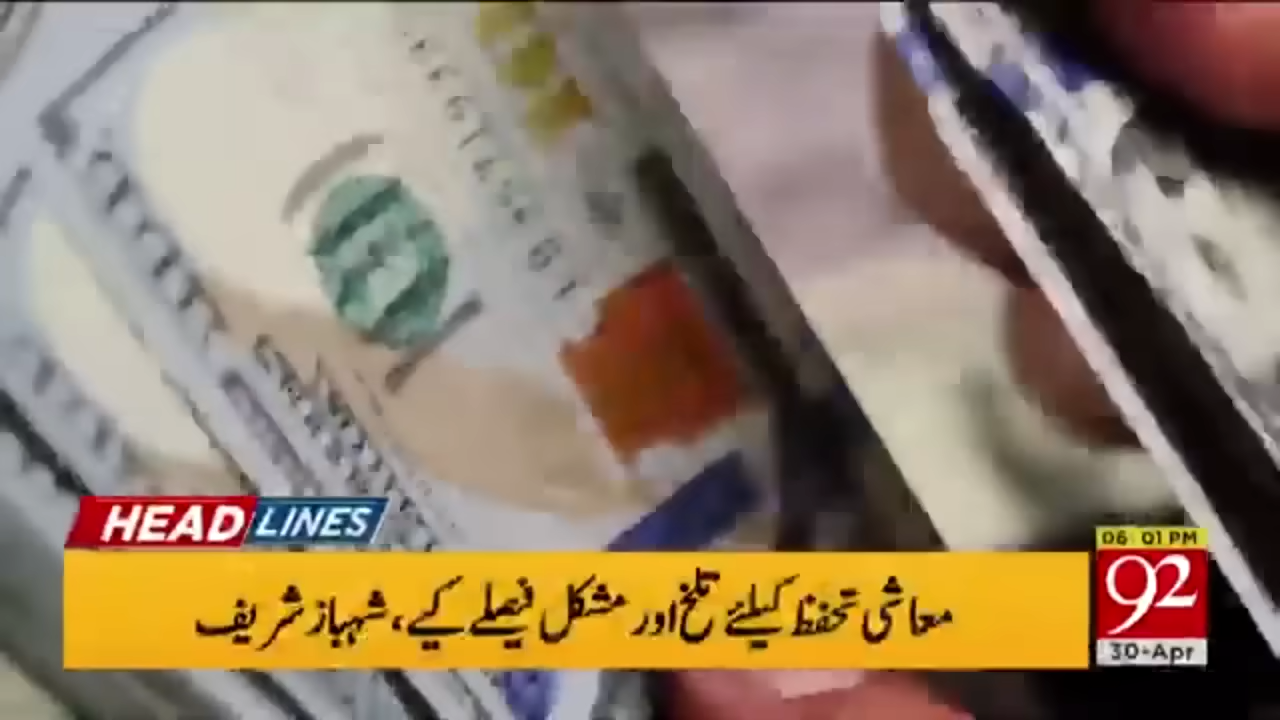 HEADLINES
معاشی تحفظ کیلئے تلخ اور مشکل فیصلے کیے، شہباز شریف
06:01 PM
92
30-Apr